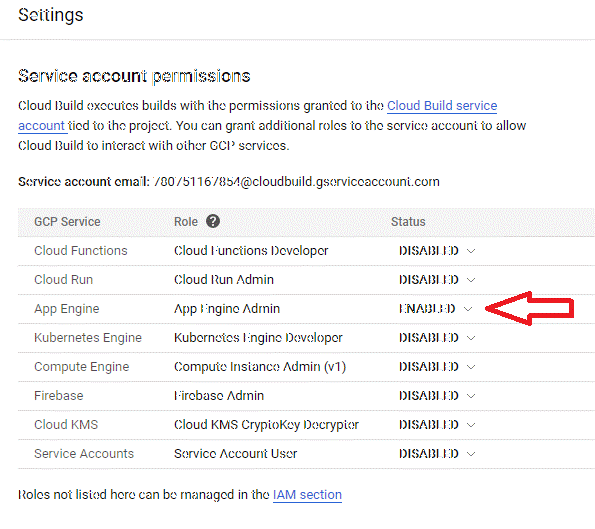 Settings
Service account permissions
Cloud Build executes builds with the permissions granted to the Cloud Build service
account tied to the project. You can grant additional roles to the service account to allow
Cloud Build to interact with other GCP services.
Service account email: 780751167854@cloudbuild.gserviceaccount.com
GCP Service Role ? Status
Cloud Functions Cloud Functions Developer DISABLED
Cloud Run Cloud Run Admin DISABLED
App Engine App Engine Admin ENABLED
Kubernetes Engine Kubernetes Engine Developer DISABLED
Compute Engine Compute Instance Admin (v1) DISABLED
Firebase Firebase Admin DISABLED
Cloud KMS Cloud KMS CryptoKey Decrypter DISABLED
Service Accounts Service Account User DISABLED
Roles not listed here can be managed in the IAM section